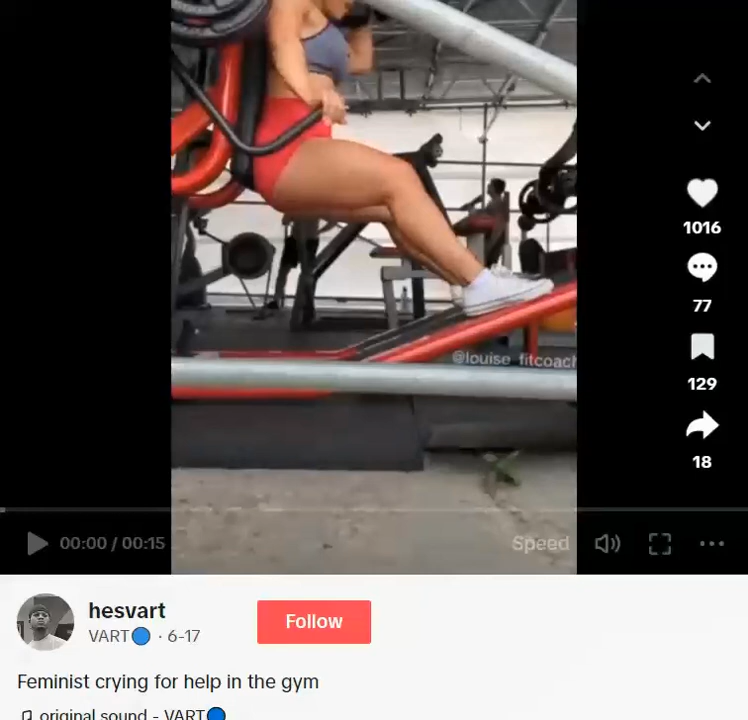 1016
77
@louise_fitcoach
129
18
00:00 / 00:15
Speed
hesvart
VART · 6-17
Follow
Feminist crying for help in the gym
original sound - VART